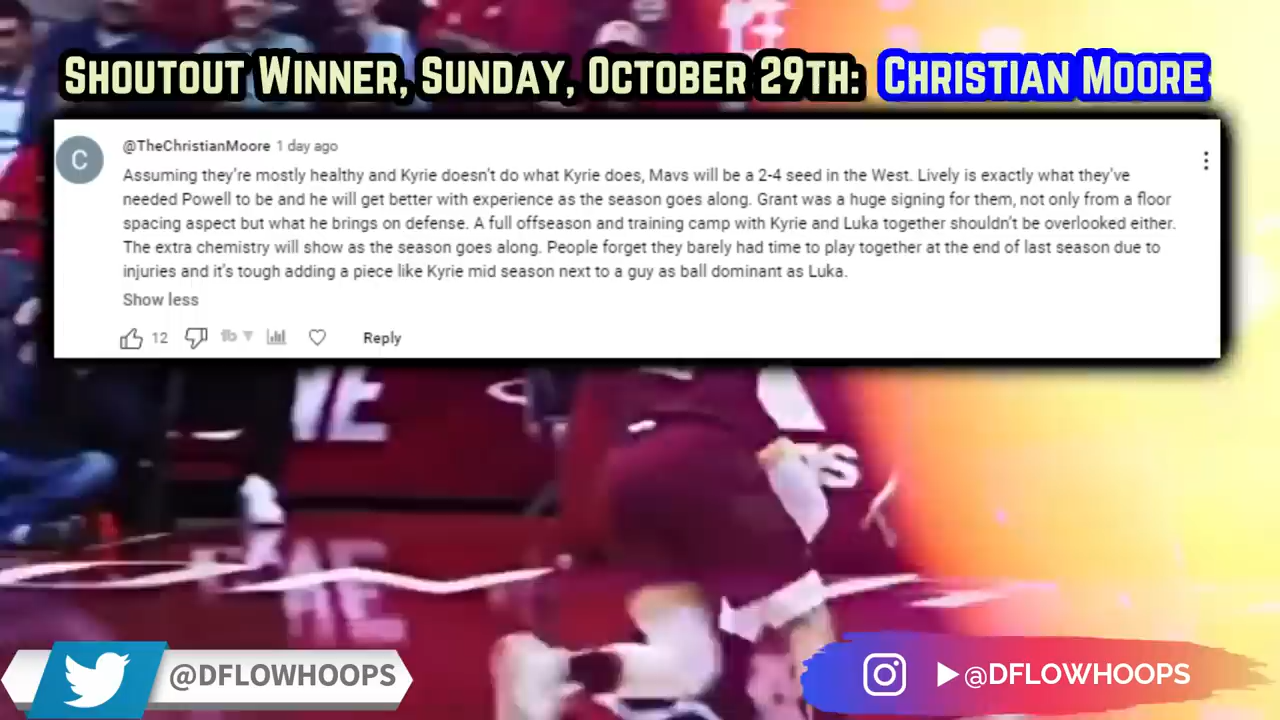 SHOUTOUT WINNER, SUNDAY, OCTOBER 29TH: CHRISTIAN MOORE
C
@TheChristianMoore 1 day ago
Assuming they're mostly healthy and Kyrie doesn't do what Kyrie does, Mavs will be a 2-4 seed in the West. Lively is exactly what they've
needed Powell to be and he will get better with experience as the season goes along. Grant was a huge signing for them, not only from a floor
spacing aspect but what he brings on defense. A full offseason and training camp with Kyrie and Luka together shouldn't be overlooked either.
The extra chemistry will show as the season goes along. People forget they barely had time to play together at the end of last season due to
injuries and it's tough adding a piece like Kyrie mid season next to a guy as ball dominant as Luka.
Show less
12
Reply
@DFLOWHOOPS
@DFLOWHOOPS